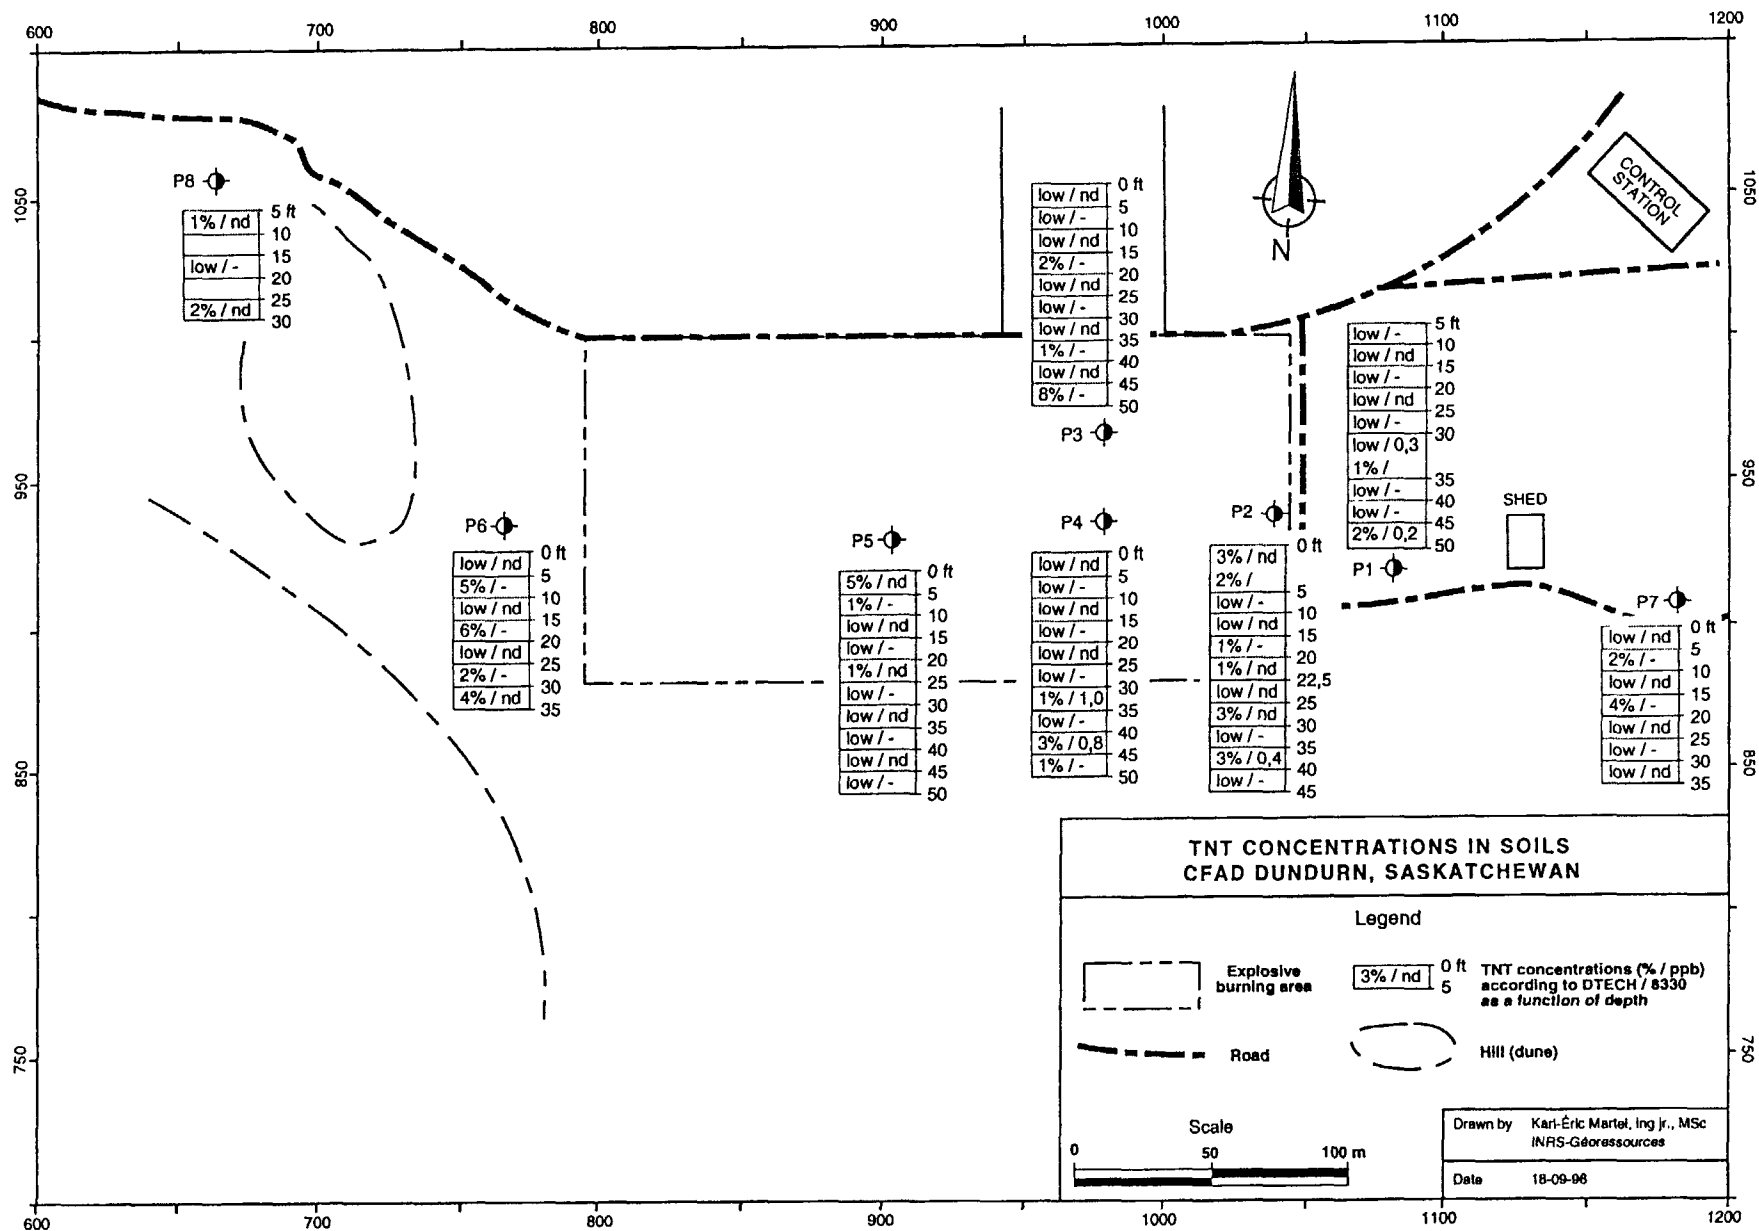 600 700 800 900 1000 1100 1200
1050
950
850
750
1050
950
850
750
P8
1% / nd
low / -
2% / nd
5 ft
10
15
20
25
30
low / nd
low / -
low / nd
2% / -
low / nd
low / -
low / nd
1% / -
low / nd
8% / -
0 ft
5
10
15
20
25
30
35
40
45
50
P3
N
CONTROL
STATION
low / -
low / nd
low / -
low / nd
low / -
low / 0,3
1% /
low / -
low / -
2% / 0,2
5 ft
10
15
20
25
30
35
40
45
50
P1
SHED
P6
low / nd
5% / -
low / nd
6% / -
low / nd
2% / -
4% / nd
0 ft
5
10
15
20
25
30
35
P5
5% / nd
1% / -
low / nd
low / -
1% / nd
low / -
low / nd
low / -
low / nd
low / -
0 ft
5
10
15
20
25
30
35
40
45
50
P4
low / nd
low / -
low / nd
low / -
low / nd
low / -
1% / 1,0
low / -
3% / 0,8
1% / -
0 ft
5
10
15
20
25
30
35
40
45
50
P2
3% / nd
2% /
low / -
low / nd
1% / -
1% / nd
low / nd
3% / nd
low / -
3% / 0,4
low / -
0 ft
5
10
15
20
22,5
25
30
35
40
45
P7
low / nd
2% / -
low / nd
4% / -
low / nd
low / -
low / nd
0 ft
5
10
15
20
25
30
35
TNT CONCENTRATIONS IN SOILS
CFAD DUNDURN, SASKATCHEWAN
Legend
Explosive
burning area
3% / nd
0 ft
5
TNT concentrations (% / ppb)
according to DTECH / 8330
as a function of depth
Road
Hill (dune)
Scale
0 50 100 m
Drawn by Karl-Éric Martel, Ing jr., MSc
INRS-Géoressources
Date 18-09-96
600 700 800 900 1000 1100 1200